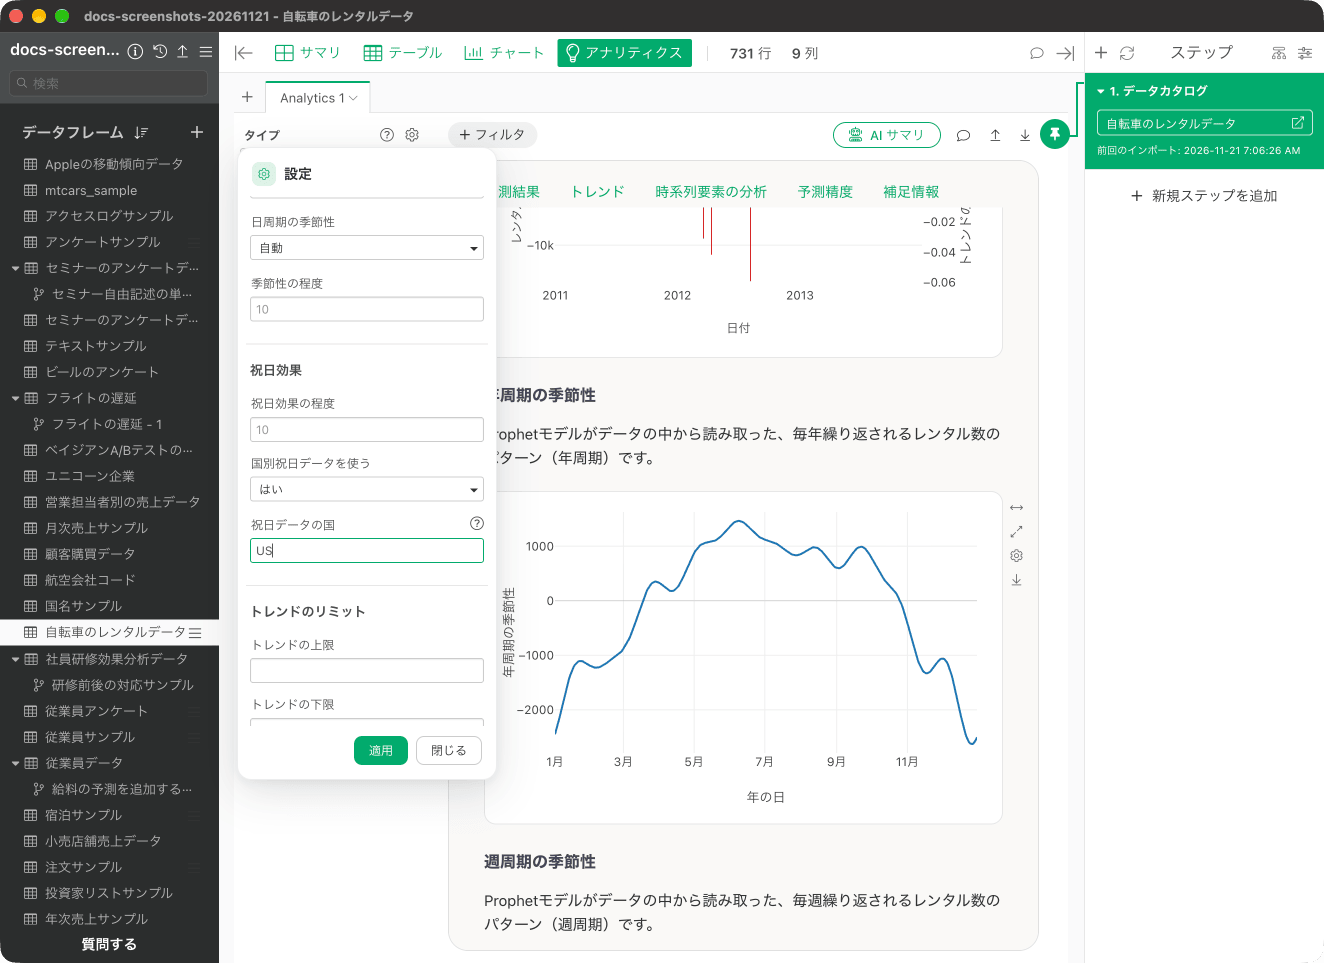 docs-screenshots-20261121 - 自転車のレンタルデータ
docs-screen...
検索
データフレーム
Appleの移動傾向データ
mtcars_sample
アクセスログサンプル
アンケートサンプル
セミナーのアンケートデ...
セミナー自由記述の単...
セミナーのアンケートデ...
テキストサンプル
ビールのアンケート
フライトの遅延
フライトの遅延 - 1
ベイジアンA/Bテストの...
ユニコーン企業
営業担当者別の売上データ
月次売上サンプル
顧客購買データ
航空会社コード
国名サンプル
自転車のレンタルデータ
社員研修効果分析データ
研修前後の対応サンプル
従業員アンケート
従業員サンプル
従業員データ
給料の予測を追加する...
宿泊サンプル
小売店舗売上データ
注文サンプル
投資家リストサンプル
年次売上サンプル
質問する
サマリ
テーブル
チャート
アナリティクス
731 行
9 列
Analytics 1
タイプ
フィルタ
AI サマリ
設定
日周期の季節性
自動
季節性の程度
10
祝日効果
祝日効果の程度
10
国別祝日データを使う
はい
祝日データの国
US
トレンドのリミット
トレンドの上限
トレンドの下限
適用
閉じる
測結果
トレンド
時系列要素の分析
予測精度
補足情報
レンタル
−10k
−0.02
−0.04
−0.06
トレンドの
2011
2012
2013
日付
周期の季節性
rophetモデルがデータの中から読み取った、毎年繰り返されるレンタル数の
ターン（年周期）です。
1000
0
−1000
−2000
年周期の季節性
1月
3月
5月
7月
9月
11月
年の日
週周期の季節性
Prophetモデルがデータの中から読み取った、毎週繰り返されるレンタル数の
パターン（週周期）です。
ステップ
1. データカタログ
自転車のレンタルデータ
前回のインポート: 2026-11-21 7:06:26 AM
新規ステップを追加